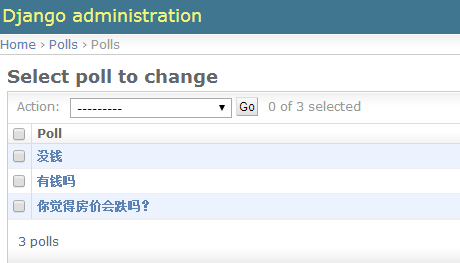 Django administration
Home › Polls › Polls
Select poll to change
Action: --------- Go 0 of 3 selected
Poll
没钱
有钱吗
你觉得房价会跌吗?
3 polls